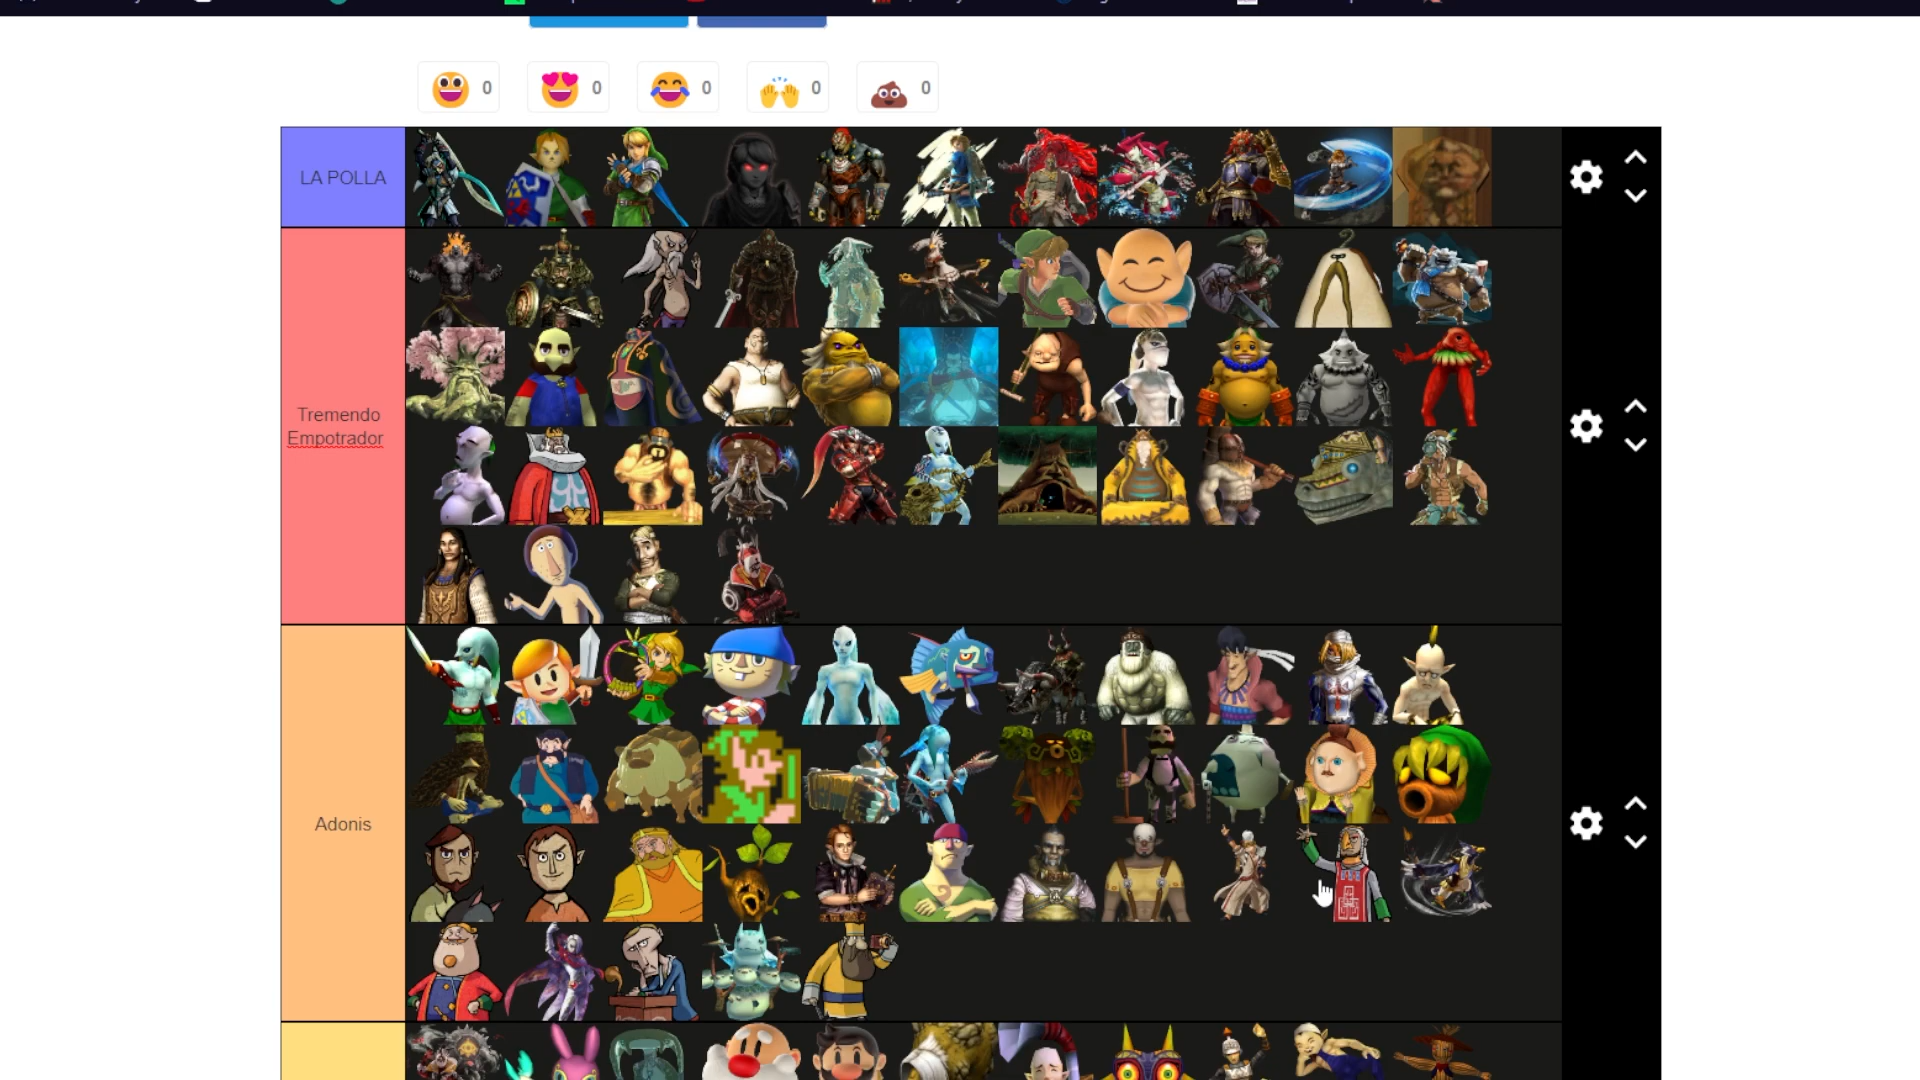 0 0 0 0 0
LA POLLA
Tremendo
Empotrador
Adonis